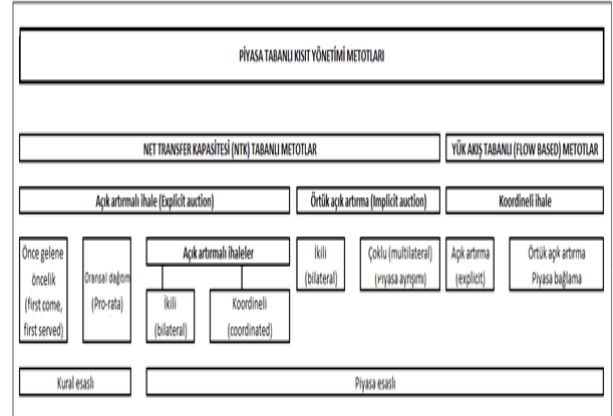 PİYASA TABANLI KISIT YÖNETİMİ METOTLARI
NET TRANSFER KAPASİTESİ (NTK) TABANLI METOTLAR
YÜK AKIŞ TABANLI (FLOW BASED) METOTLAR
Açık artırmalı ihale (Explicit auction)
Örtük açık artırma (Implicit auction)
Koordineli ihale
Önce gelene
öncelik
(first come,
first served)
Oransal dağıtım
(Pro-rata)
Açık artırmalı ihaleler
İkili
(bilateral)
Koordineli
(coordinated)
İkili
(bilateral)
Çoklu (multilateral)
(Piyasa ayrışımı)
Açık artırma
(explicit)
Örtük açık artırma
Piyasa bağlama
Kural esaslı
Piyasa esaslı